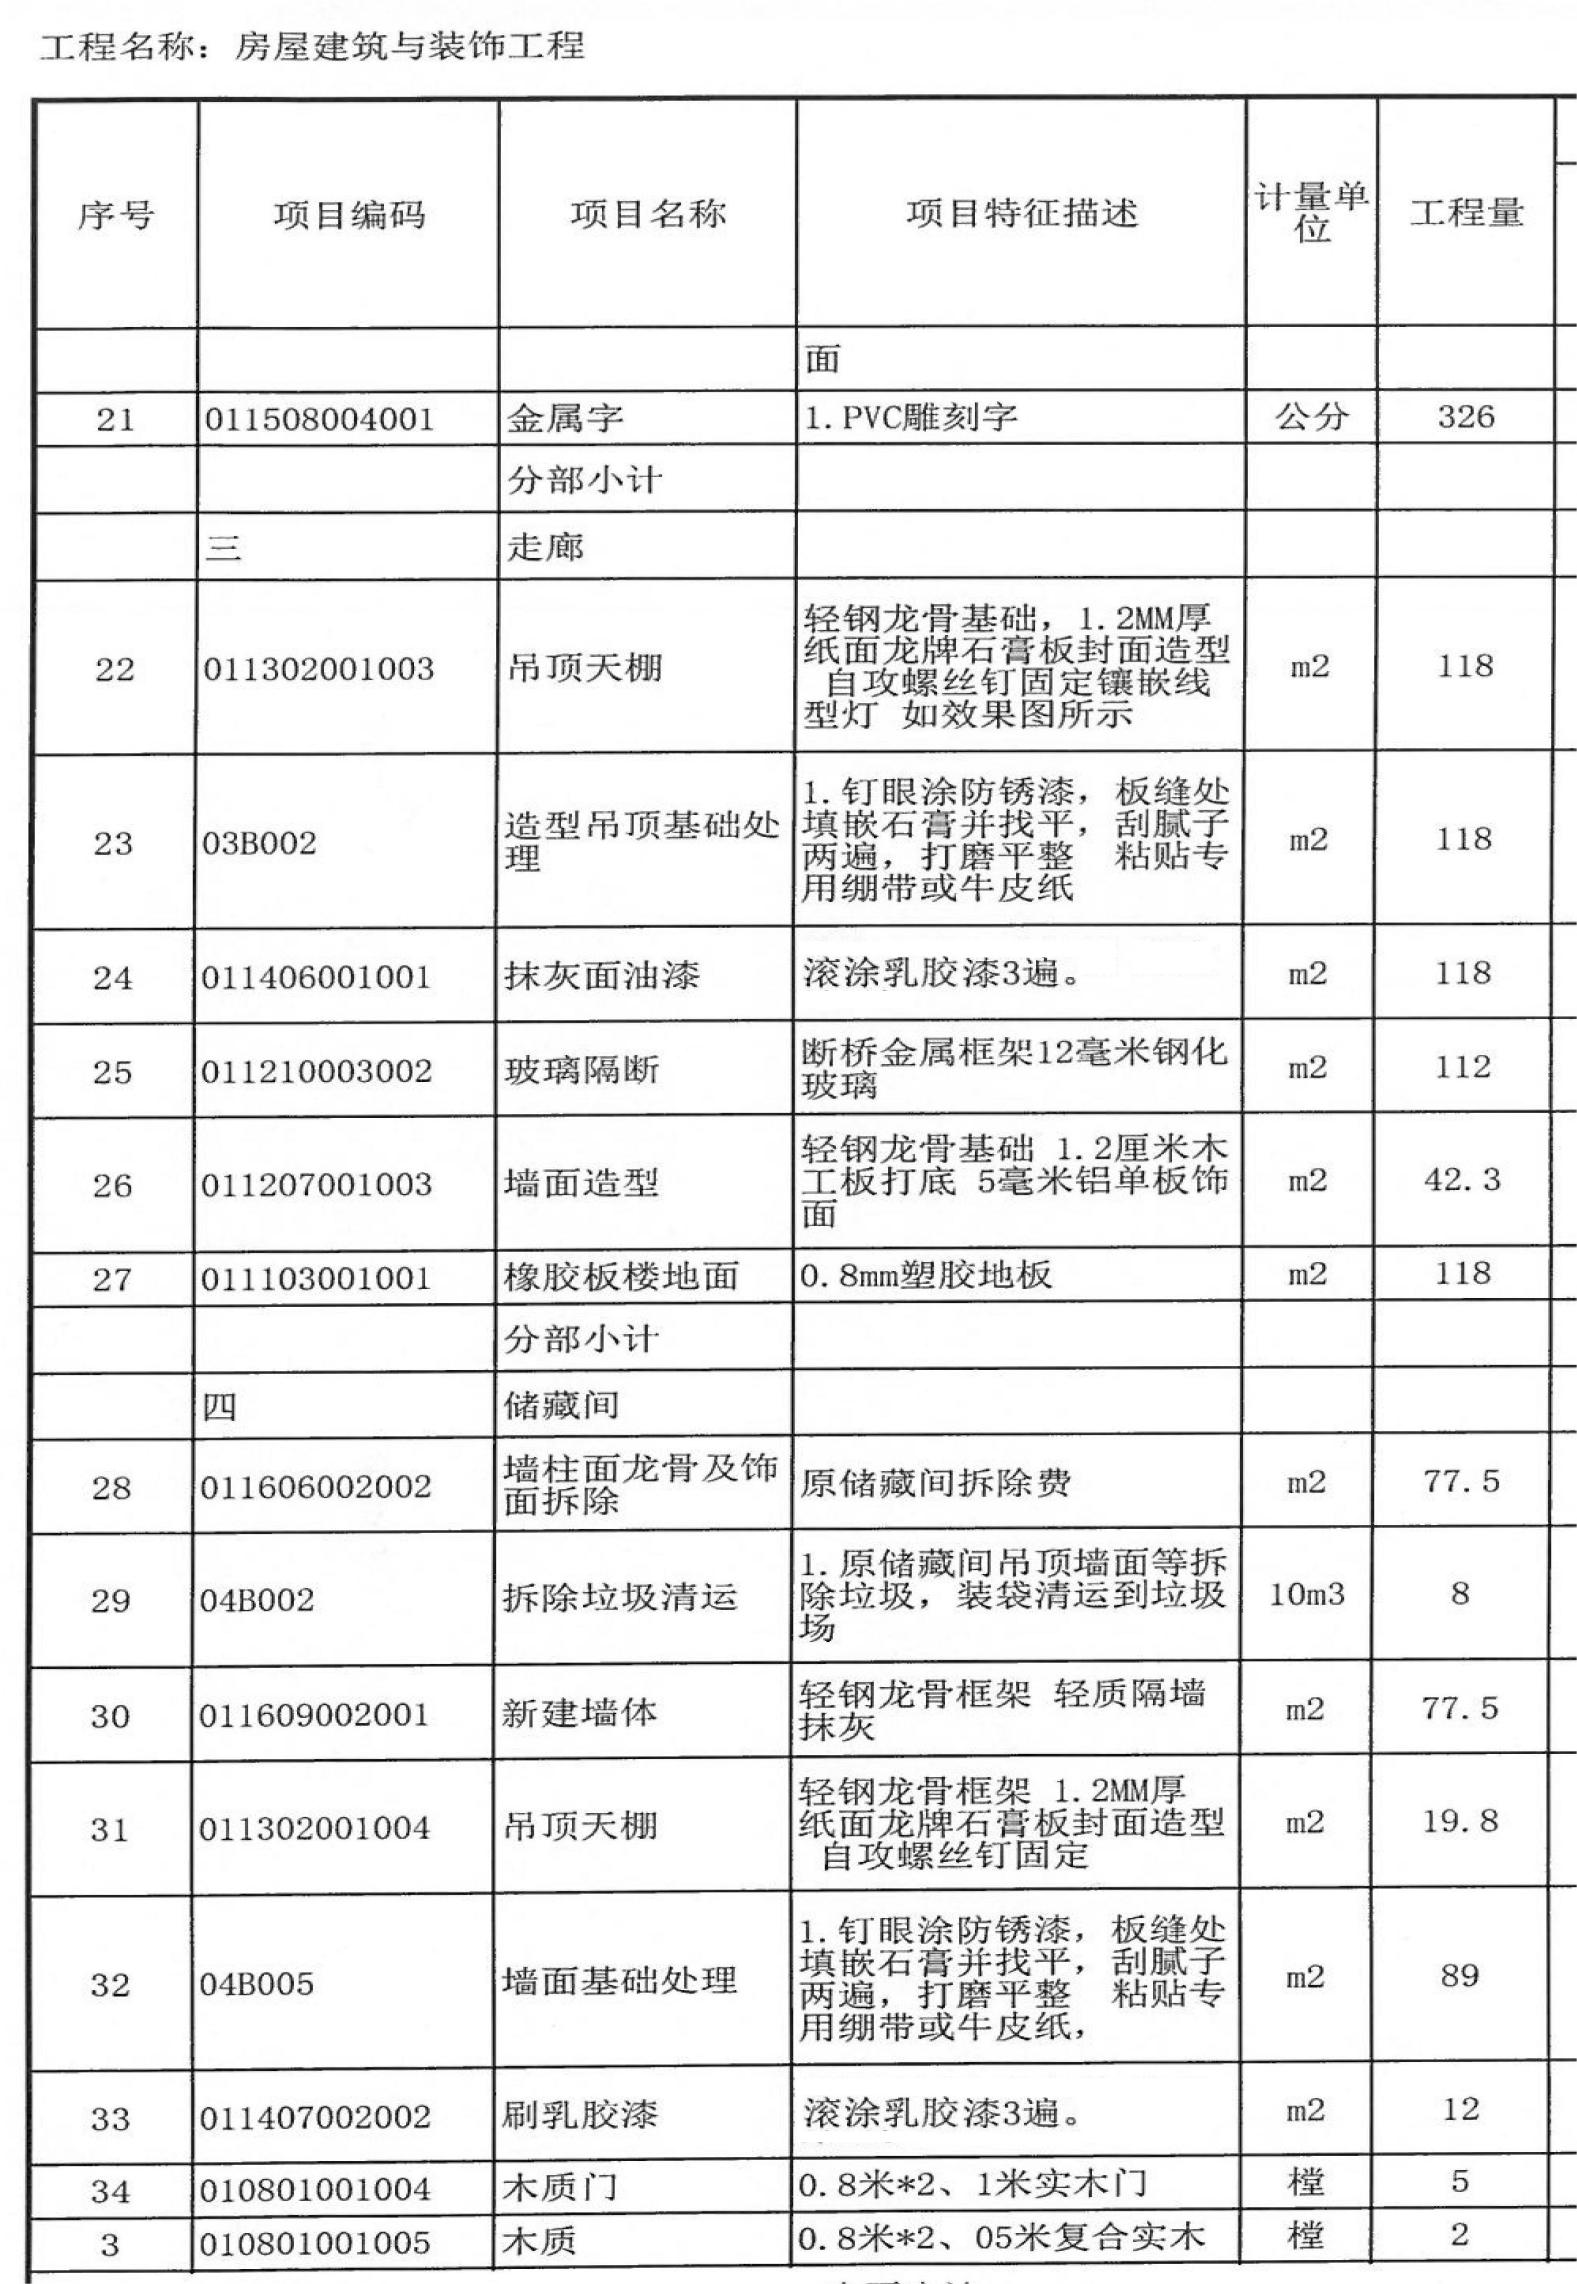 工程名称：房屋建筑与装饰工程
序号 项目编码 项目名称 项目特征描述 计量单位 工程量
面
21 011508004001 金属字 1.PVC雕刻字 公分 326
分部小计
三 走廊
22 011302001003 吊顶天棚 轻钢龙骨基础，1.2MM厚
纸面龙牌石膏板封面造型
自攻螺丝钉固定镶嵌线
型灯 如效果图所示 m2 118
23 03B002 造型吊顶基础处
理 1.钉眼涂防锈漆，板缝处
填嵌石膏并找平，刮腻子
两遍，打磨平整 粘贴专
用绷带或牛皮纸 m2 118
24 011406001001 抹灰面油漆 滚涂乳胶漆3遍。 m2 118
25 011210003002 玻璃隔断 断桥金属框架12毫米钢化
玻璃 m2 112
26 011207001003 墙面造型 轻钢龙骨基础 1.2厘米木
工板打底 5毫米铝单板饰
面 m2 42.3
27 011103001001 橡胶板楼地面 0.8mm塑胶地板 m2 118
分部小计
四 储藏间
28 011606002002 墙柱面龙骨及饰
面拆除 原储藏间拆除费 m2 77.5
29 04B002 拆除垃圾清运 1.原储藏间吊顶墙面等拆
除垃圾，装袋清运到垃圾
场 10m3 8
30 011609002001 新建墙体 轻钢龙骨框架 轻质隔墙
抹灰 m2 77.5
31 011302001004 吊顶天棚 轻钢龙骨框架 1.2MM厚
纸面龙牌石膏板封面造型
自攻螺丝钉固定 m2 19.8
32 04B005 墙面基础处理 1.钉眼涂防锈漆，板缝处
填嵌石膏并找平，刮腻子
两遍，打磨平整 粘贴专
用绷带或牛皮纸， m2 89
33 011407002002 刷乳胶漆 滚涂乳胶漆3遍。 m2 12
34 010801001004 木质门 0.8米*2、1米实木门 樘 5
3 010801001005 木质 0.8米*2、05米复合实木 樘 2